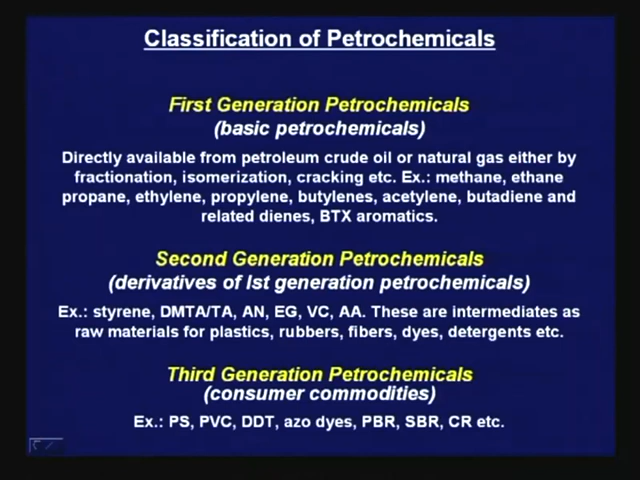 Classification of Petrochemicals
First Generation Petrochemicals
(basic petrochemicals)
Directly available from petroleum crude oil or natural gas either by
fractionation, isomerization, cracking etc. Ex.: methane, ethane
propane, ethylene, propylene, butylenes, acetylene, butadiene and
related dienes, BTX aromatics.
Second Generation Petrochemicals
(derivatives of Ist generation petrochemicals)
Ex.: styrene, DMTA/TA, AN, EG, VC, AA. These are intermediates as
raw materials for plastics, rubbers, fibers, dyes, detergents etc.
Third Generation Petrochemicals
(consumer commodities)
Ex.: PS, PVC, DDT, azo dyes, PBR, SBR, CR etc.